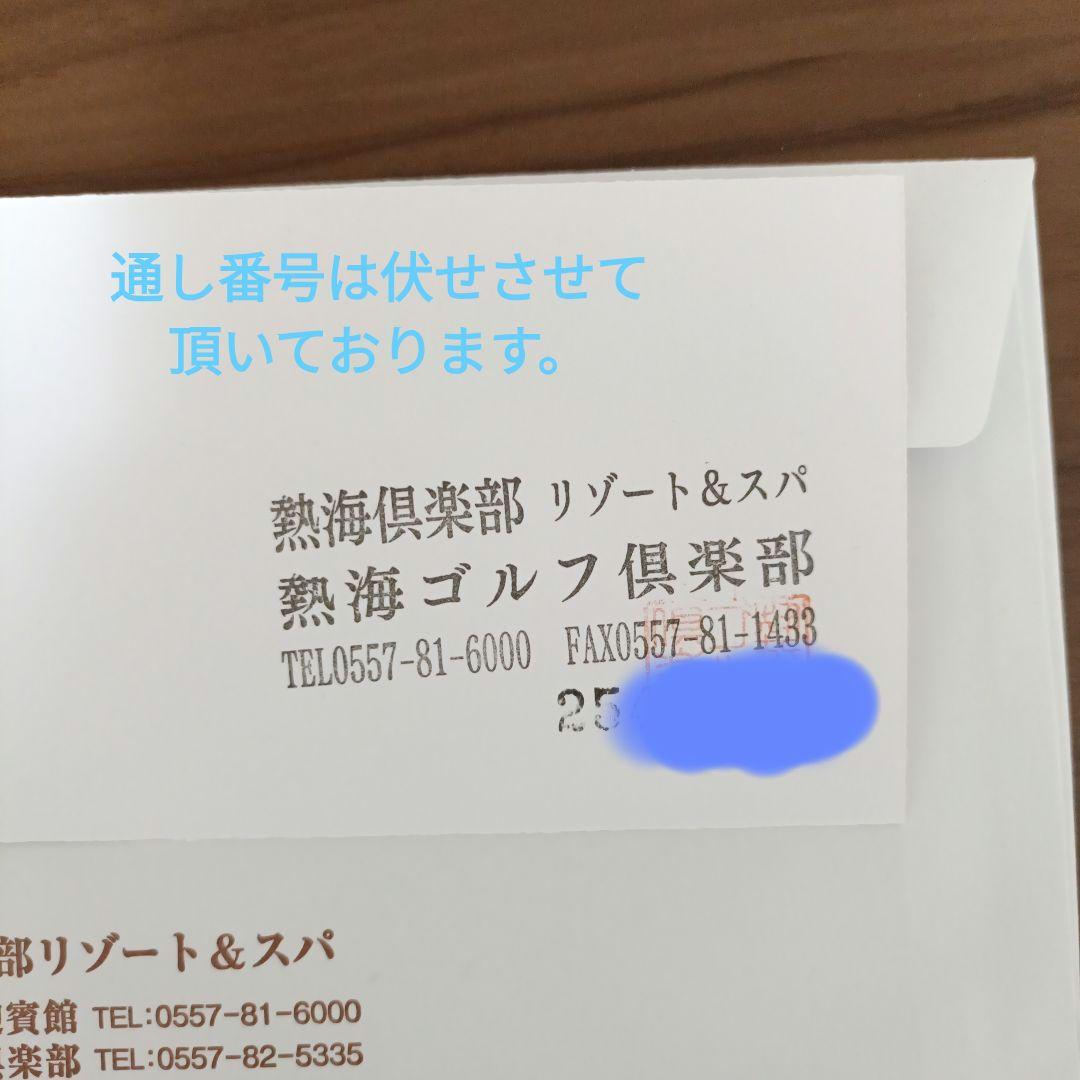 通し番号は伏せさせて
頂いております。
熱海倶楽部 リゾート＆スパ
熱海ゴルフ倶楽部
TEL0557-81-6000 FAX0557-81-1433
25
部リゾート＆スパ
賓館 TEL:0557-81-6000
楽部 TEL:0557-82-5335